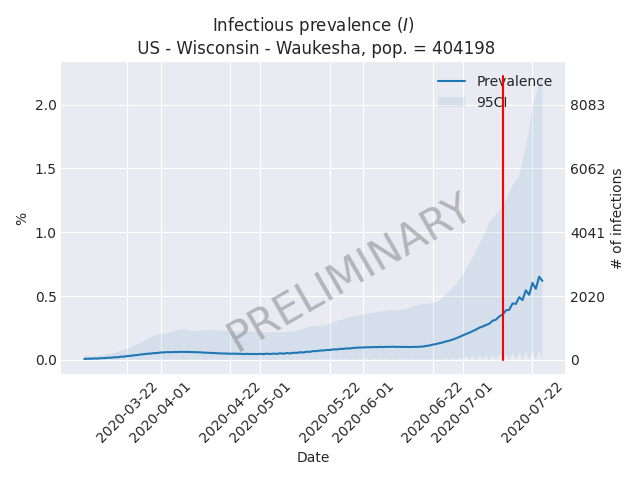 Infectious prevalence (I)
US - Wisconsin - Waukesha, pop. = 404198
Prevalence
95CI
2.0
1.5
1.0
0.5
0.0
%
8083
6062
4041
2020
0
# of infections
PRELIMINARY
2020-03-22
2020-04-01
2020-04-22
2020-05-01
2020-05-22
2020-06-01
2020-06-22
2020-07-01
2020-07-22
Date